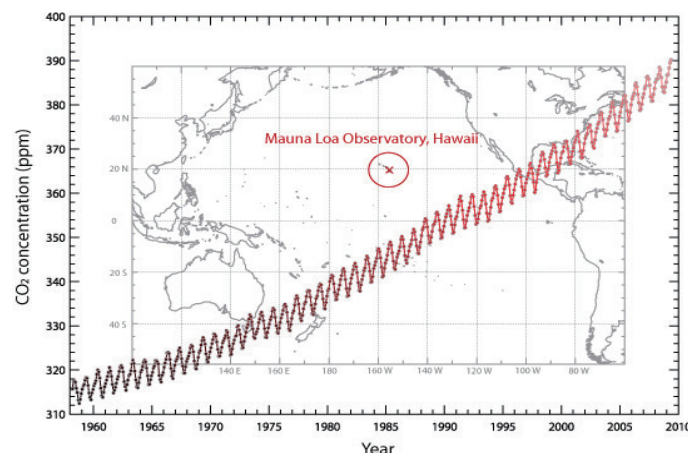 400
390
380
370
360
350
340
330
320
310
CO₂ concentration (ppm)
40 N
20 N
0
20 S
40 S
Mauna Loa Observatory, Hawaii
140 E
160 E
160 W
140 W
120 W
100 W
80 W
1960
1965
1970
1975
1980
1985
1990
1995
2000
2005
2010
Year